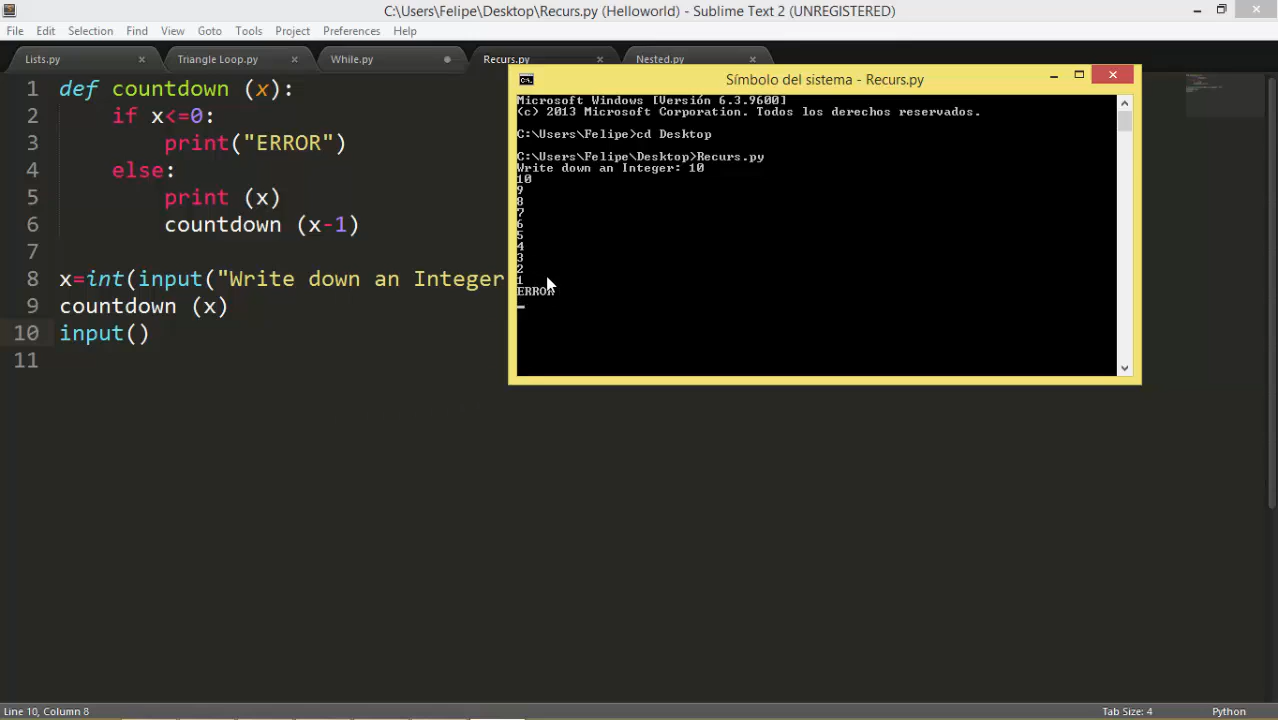 C:\Users\Felipe\Desktop\Recurs.py (Helloworld) - Sublime Text 2 (UNREGISTERED)
File Edit Selection Find View Goto Tools Project Preferences Help
Lists.py Triangle Loop.py While.py Recurs.py Nested.py
1 def countdown (x):
2 if x<=0:
3 print("ERROR")
4 else:
5 print (x)
6 countdown (x-1)
7
8 x=int(input("Write down an Integer
9 countdown (x)
10 input()
11
Símbolo del sistema - Recurs.py
Microsoft Windows [Versión 6.3.9600]
(c) 2013 Microsoft Corporation. Todos los derechos reservados.
C:\Users\Felipe>cd Desktop
C:\Users\Felipe\Desktop>Recurs.py
Write down an Integer: 10
10
9
8
7
6
5
4
3
2
1
ERROR
Line 10, Column 8 Tab Size: 4 Python